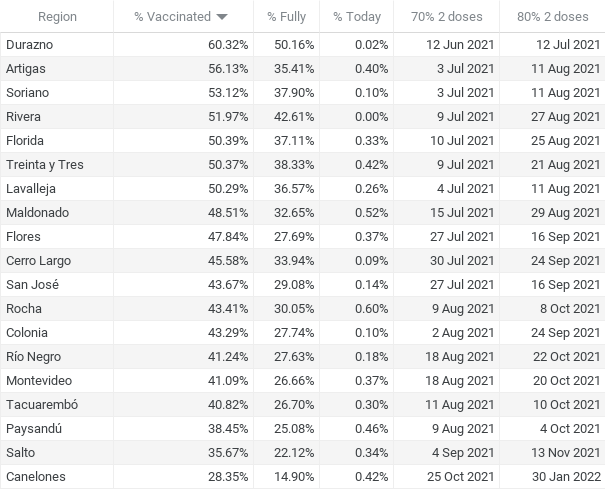 Region % Vaccinated % Fully % Today 70% 2 doses 80% 2 doses
Durazno 60.32% 50.16% 0.02% 12 Jun 2021 12 Jul 2021
Artigas 56.13% 35.41% 0.40% 3 Jul 2021 11 Aug 2021
Soriano 53.12% 37.90% 0.10% 3 Jul 2021 11 Aug 2021
Rivera 51.97% 42.61% 0.00% 9 Jul 2021 27 Aug 2021
Florida 50.39% 37.11% 0.33% 10 Jul 2021 25 Aug 2021
Treinta y Tres 50.37% 38.33% 0.42% 9 Jul 2021 21 Aug 2021
Lavalleja 50.29% 36.57% 0.26% 4 Jul 2021 11 Aug 2021
Maldonado 48.51% 32.65% 0.52% 15 Jul 2021 29 Aug 2021
Flores 47.84% 27.69% 0.37% 27 Jul 2021 16 Sep 2021
Cerro Largo 45.58% 33.94% 0.09% 30 Jul 2021 24 Sep 2021
San José 43.67% 29.08% 0.14% 27 Jul 2021 16 Sep 2021
Rocha 43.41% 30.05% 0.60% 9 Aug 2021 8 Oct 2021
Colonia 43.29% 27.74% 0.10% 2 Aug 2021 24 Sep 2021
Río Negro 41.24% 27.63% 0.18% 18 Aug 2021 22 Oct 2021
Montevideo 41.09% 26.66% 0.37% 18 Aug 2021 20 Oct 2021
Tacuarembó 40.82% 26.70% 0.30% 11 Aug 2021 10 Oct 2021
Paysandú 38.45% 25.08% 0.46% 9 Aug 2021 4 Oct 2021
Salto 35.67% 22.12% 0.34% 4 Sep 2021 13 Nov 2021
Canelones 28.35% 14.90% 0.42% 25 Oct 2021 30 Jan 2022